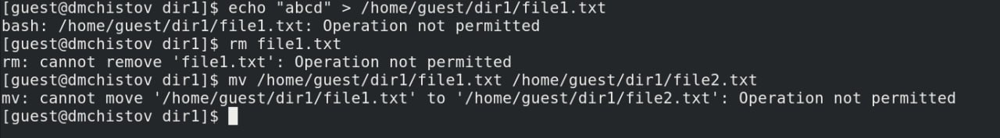 [guest@dmchistov dir1]$ echo "abcd" > /home/guest/dir1/file1.txt
bash: /home/guest/dir1/file1.txt: Operation not permitted
[guest@dmchistov dir1]$ rm file1.txt
rm: cannot remove 'file1.txt': Operation not permitted
[guest@dmchistov dir1]$ mv /home/guest/dir1/file1.txt /home/guest/dir1/file2.txt
mv: cannot move '/home/guest/dir1/file1.txt' to '/home/guest/dir1/file2.txt': Operation not permitted
[guest@dmchistov dir1]$